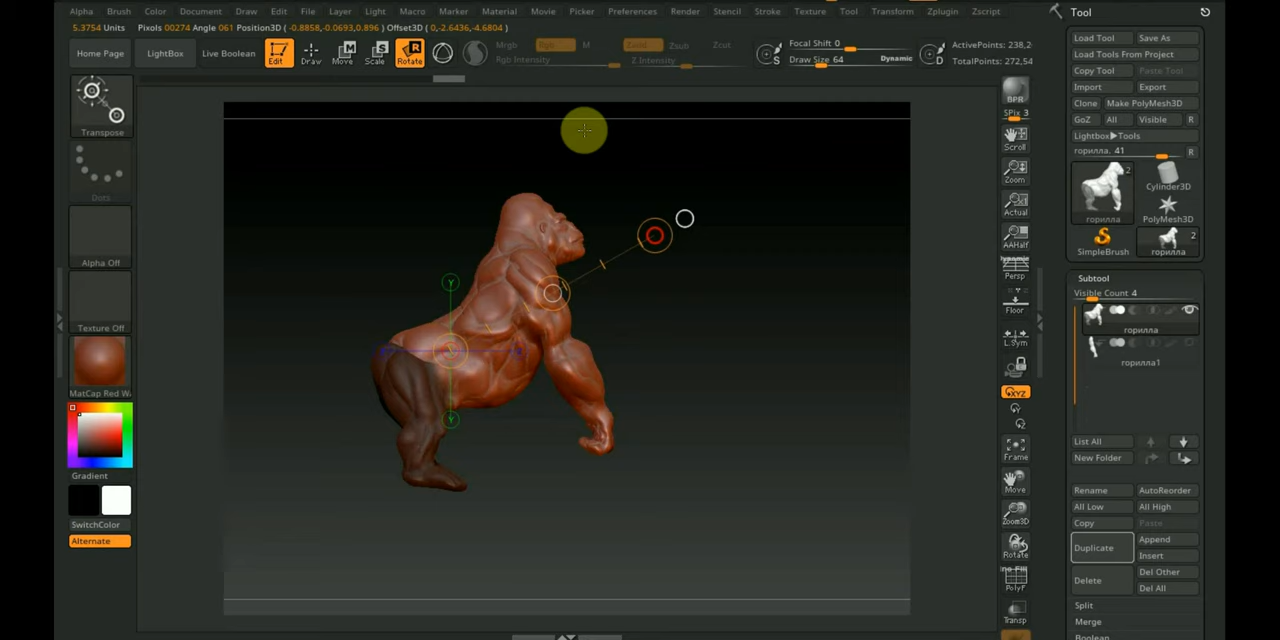 Alpha Brush Color Document Draw Edit File Layer Light Macro Marker Material Movie Picker Preferences Render Stencil Stroke Texture Tool Transform Zplugin Zscript
5.3754 Units Pixels 00274 Angle 061 Position3D ( -0.8858,-0.0693,0.896 ) Offset3D ( 0,-2.6436,-4.6804 )
Home Page
LightBox
Live Boolean
Edit
Draw
Move
Scale
Rotate
Mrgb
Rgb
M
Rgb Intensity
Zadd
Zsub
Zcut
Z Intensity
S
Focal Shift 0
Draw Size 64
Dynamic
D
ActivePoints: 238,2
TotalPoints: 272,54
Transpose
Dots
Alpha Off
Texture Off
MatCap Red W
Gradient
SwitchColor
Alternate
Y
Y
BPR
SPix 3
Scroll
Zoom
Actual
AAHalf
Dynamic
Persp
Floor
L.Sym
XYZ
Frame
Move
Zoom3D
Rotate
PolyF
Transp
Tool
Load Tool
Save As
Load Tools From Project
Copy Tool
Paste Tool
Import
Export
Clone
Make PolyMesh3D
GoZ
All
Visible
R
Lightbox▶Tools
горилла. 41
R
2
горилла
Cylinder3D
PolyMesh3D
SimpleBrush
2
горилла
Subtool
Visible Count 4
горилла
горилла1
List All
New Folder
Rename
AutoReorder
All Low
All High
Copy
Paste
Duplicate
Append
Insert
Delete
Del Other
Del All
Split
Merge
Boolean